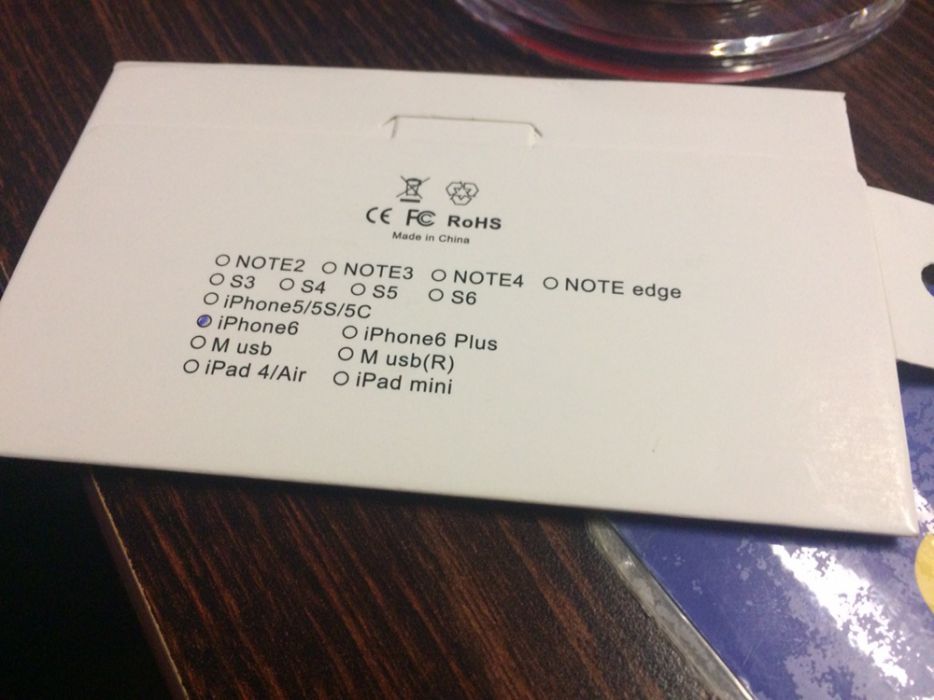 CE FC RoHS
Made in China
NOTE2 NOTE3 NOTE4 NOTE edge
S3 S4 S5 S6
iPhone5/5S/5C
iPhone6 iPhone6 Plus
M usb M usb(R)
iPad 4/Air iPad mini